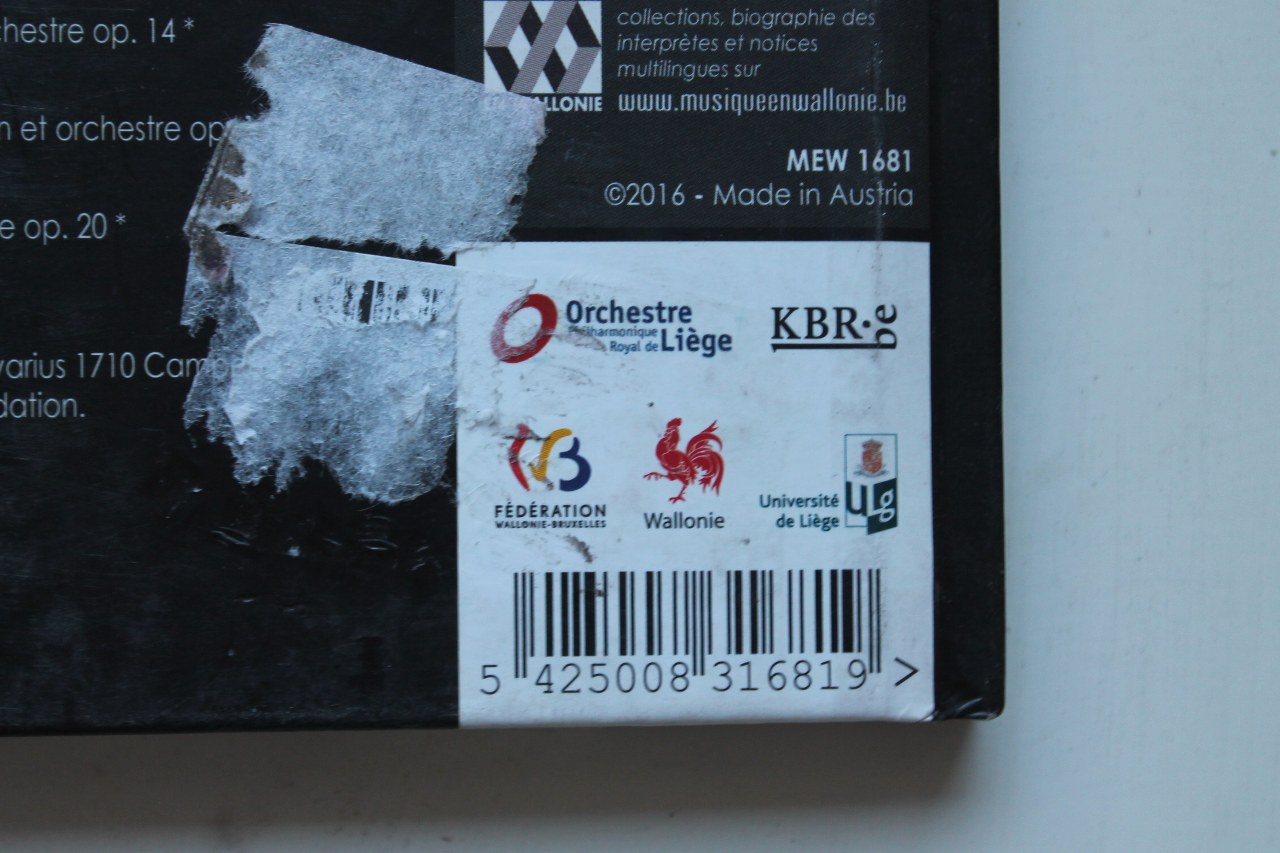 chestre op. 14*
n et orchestre op
e op. 20*
varius 1710 Camp
dation.
collections, biographie des
interprètes et notices
multilingues sur
WALLONIE
www.musiqueenwallonie.be
MEW 1681
©2016 - Made in Austria
Orchestre
Philharmonique
Royal de Liège
KBR.be
FÉDÉRATION
WALLONIE-BRUXELLES
Wallonie
Université
de Liège
ULg
5 425008 316819 >